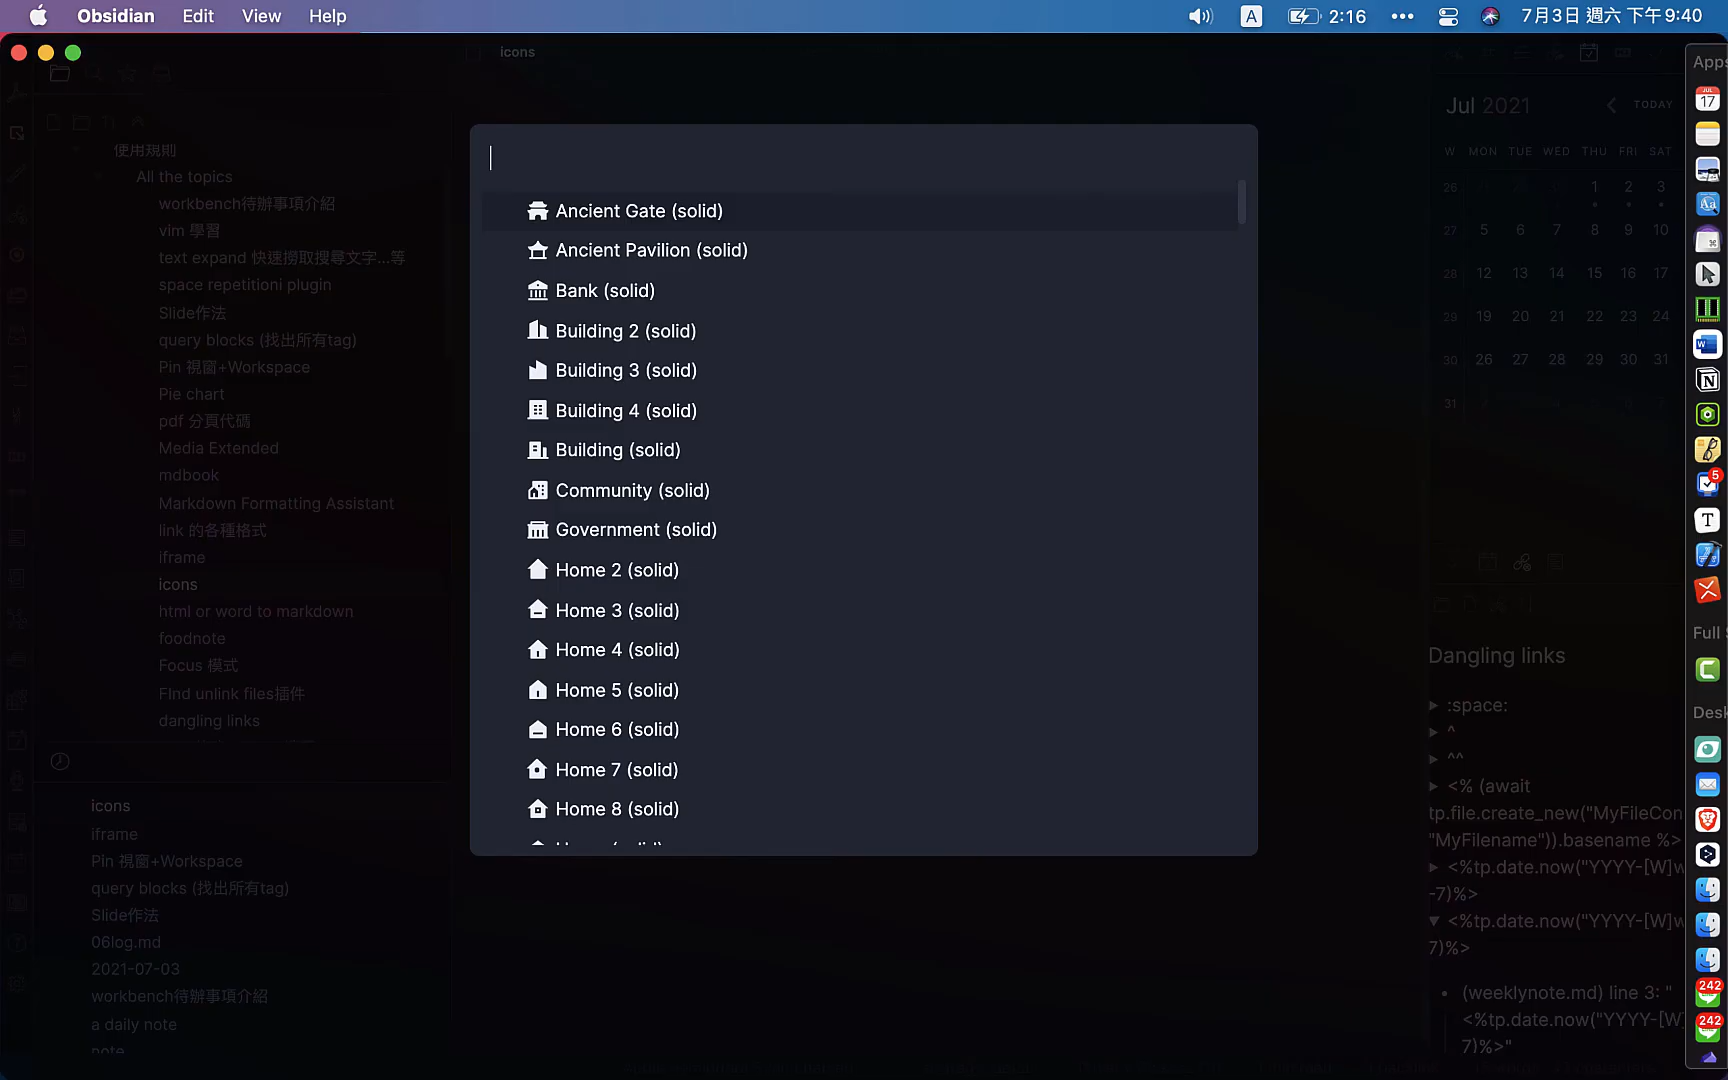 Obsidian Edit View Help
A 2:16 7月3日 週六 下午9:40
icons
使用規則
All the topics
workbench待辦事項介紹
vim 學習
text expand 快速撈取搜尋文字...等
space repetitioni plugin
Slide作法
query blocks (找出所有tag)
Pin 視窗+Workspace
Pie chart
pdf 分頁代碼
Media Extended
mdbook
Markdown Formatting Assistant
link 的各種格式
iframe
icons
html or word to markdown
foodnote
Focus 模式
FInd unlink files插件
dangling links
icons
iframe
Pin 視窗+Workspace
query blocks (找出所有tag)
Slide作法
06log.md
2021-07-03
workbench待辦事項介紹
a daily note
note
Ancient Gate (solid)
Ancient Pavilion (solid)
Bank (solid)
Building 2 (solid)
Building 3 (solid)
Building 4 (solid)
Building (solid)
Community (solid)
Government (solid)
Home 2 (solid)
Home 3 (solid)
Home 4 (solid)
Home 5 (solid)
Home 6 (solid)
Home 7 (solid)
Home 8 (solid)
Jul 2021 TODAY
W MON TUE WED THU FRI SAT
26 1 2 3
27 5 6 7 8 9 10
28 12 13 14 15 16 17
29 19 20 21 22 23 24
30 26 27 28 29 30 31
31
Dangling links
:space:
^
^^
<% (await
tp.file.create_new("MyFileCon
"MyFilename")).basename %>
<%tp.date.now("YYYY-[W]w
-7)%>
<%tp.date.now("YYYY-[W]w
7)%>
(weeklynote.md) line 3: "
<%tp.date.now("YYYY-[W]
7)%>"
Apps
JUL
17
5
T
Full
Desk
242
242